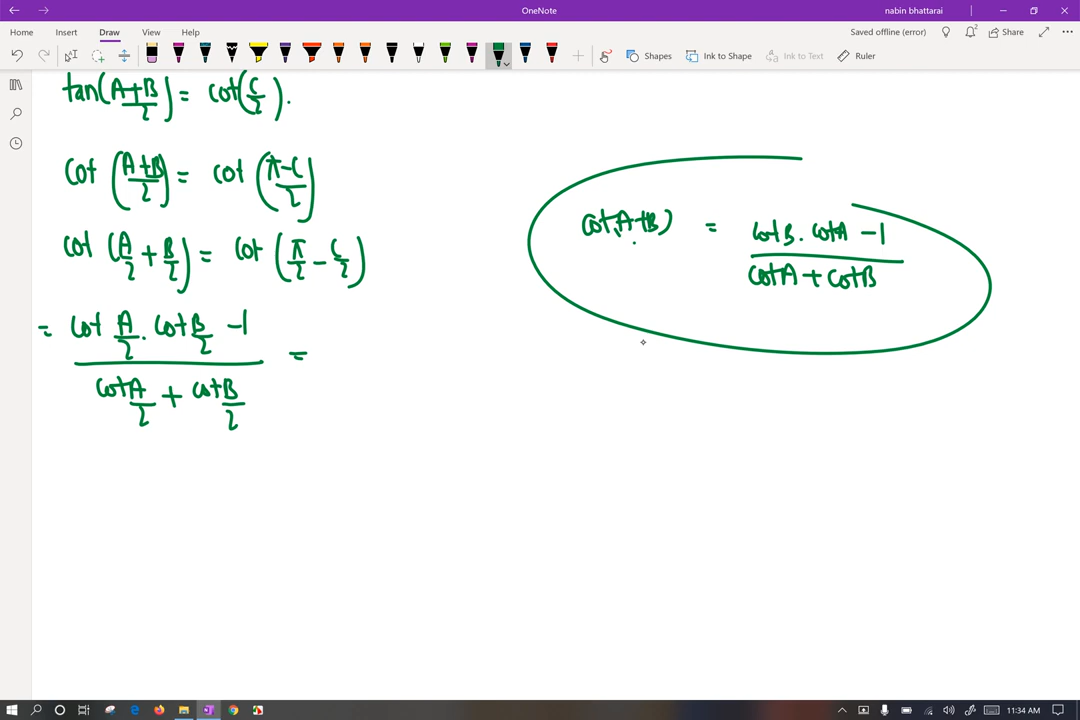 OneNote
nabin bhattarai
Home Insert Draw View Help
Saved offline (error) 2 Share
Shapes Ink to Shape Ink to Text Ruler
tan(A+B/2) = cot(C/2).
cot (A+B/2) = cot (π-C/2)
cot (A/2 + B/2) = cot (π/2 - C/2)
= cot A/2 . cot B/2 - 1 / cot A/2 + cot B/2 =
cot(A+B) = cotB . cotA - 1 / cotA + cotB
11:34 AM